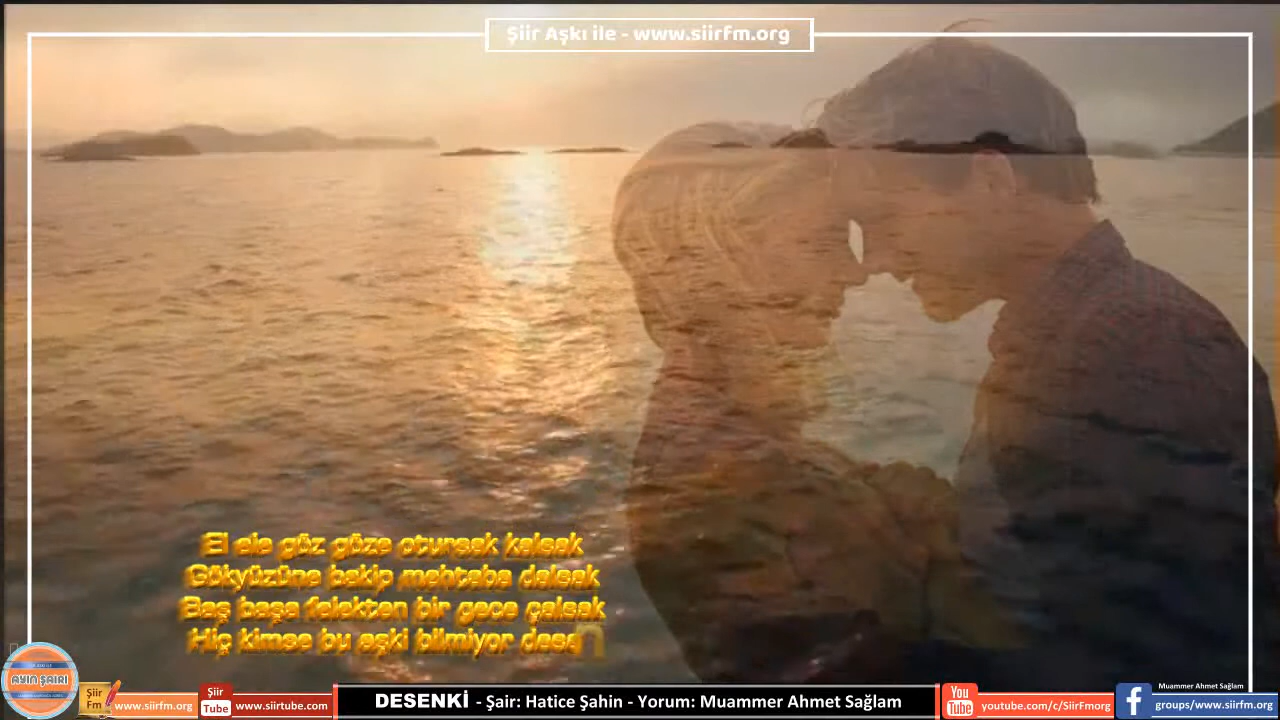 Şiir Aşkı ile - www.siirfm.org
El ele göz göze otursak kalsak
Gökyüzüne bakip mehtaba dalsak
Baş başa felekten bir gece çalsak
Hiç kimse bu aşki bilmiyor desen
AYIN ŞAİRİ
Şiir Fm
www.siirfm.org
Şiir Tube
www.siirtube.com
DESENKİ - Şair: Hatice Şahin - Yorum: Muammer Ahmet Sağlam
You Tube
youtube.com/c/SiirFmorg
f
Muammer Ahmet Sağlam
groups/www.siirfm.org